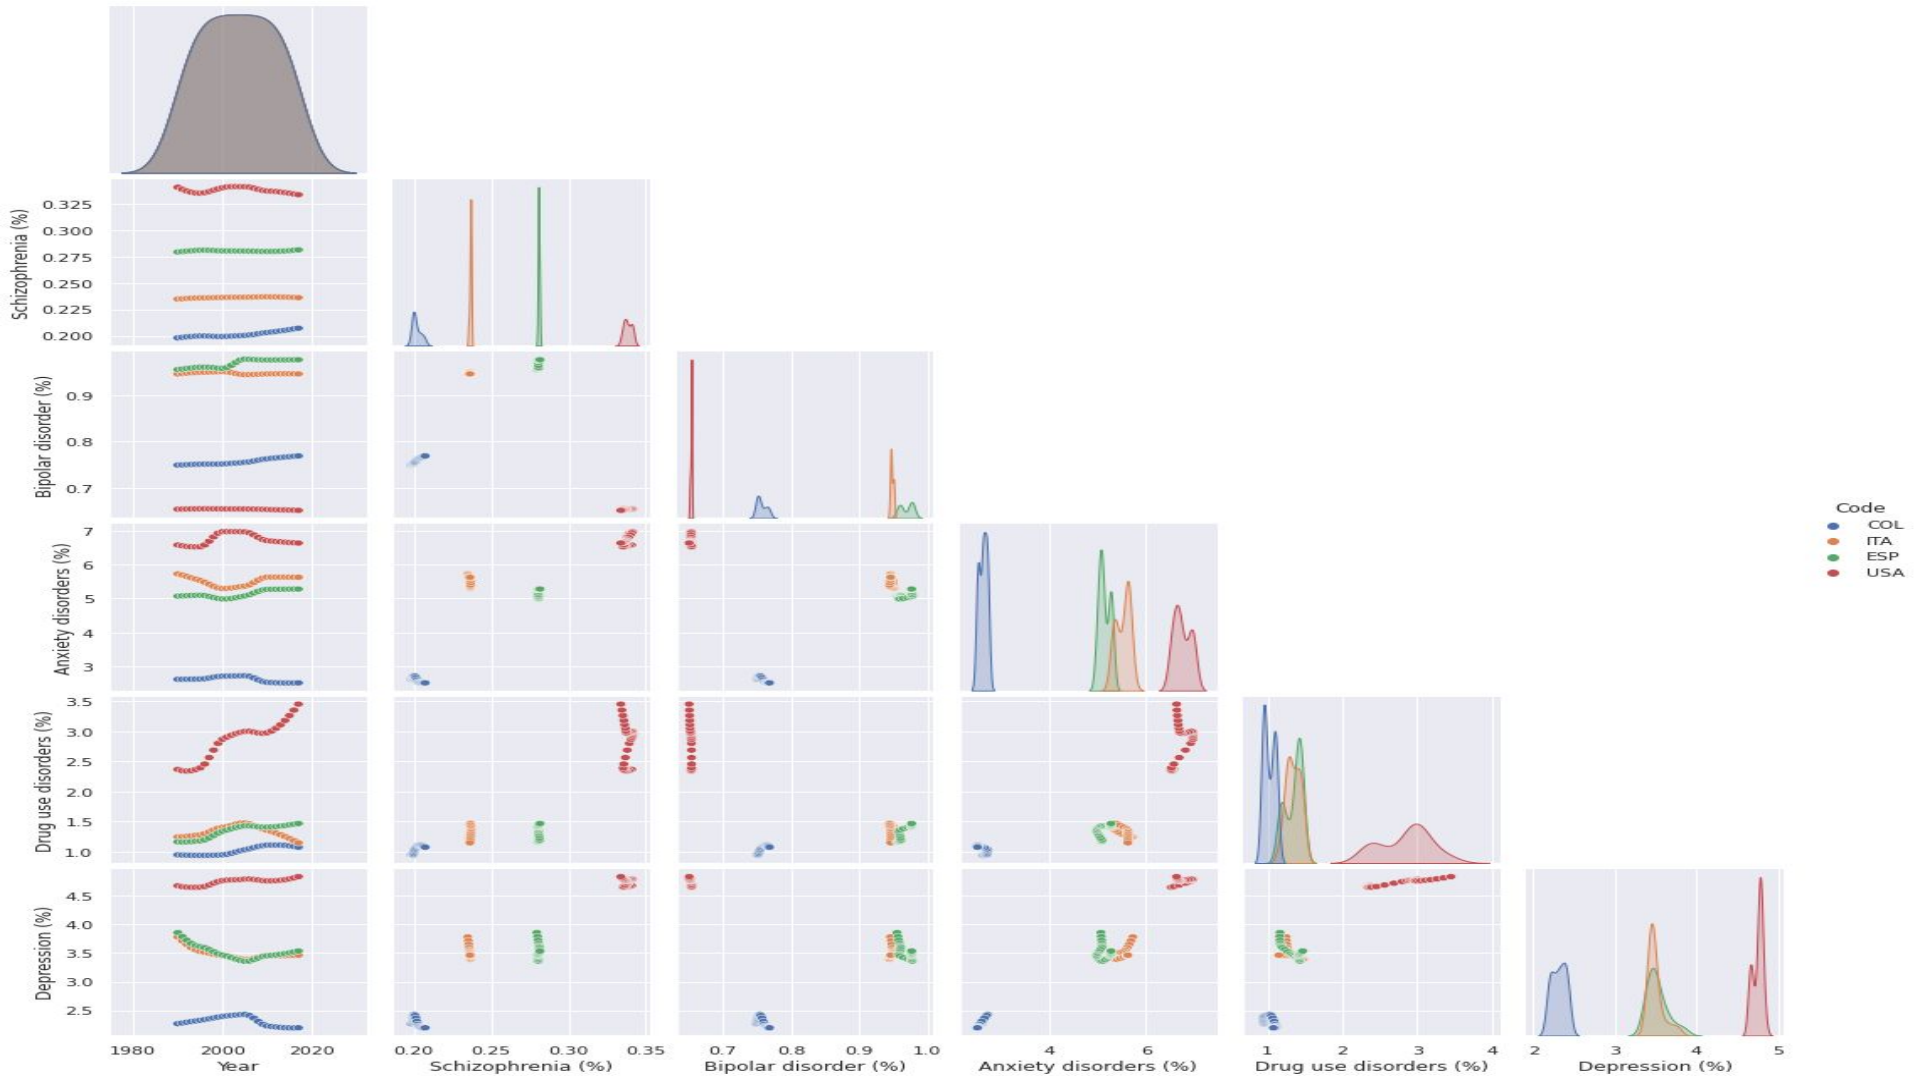 Schizophrenia (%)
0.325
0.300
0.275
0.250
0.225
0.200
Bipolar disorder (%)
0.9
0.8
0.7
Anxiety disorders (%)
7
6
5
4
3
Drug use disorders (%)
3.5
3.0
2.5
2.0
1.5
1.0
Depression (%)
4.5
4.0
3.5
3.0
2.5
1980 2000 2020
Year
0.20 0.25 0.30 0.35
Schizophrenia (%)
0.7 0.8 0.9 1.0
Bipolar disorder (%)
4 6
Anxiety disorders (%)
1 2 3 4
Drug use disorders (%)
2 3 4 5
Depression (%)
Code
COL
ITA
ESP
USA